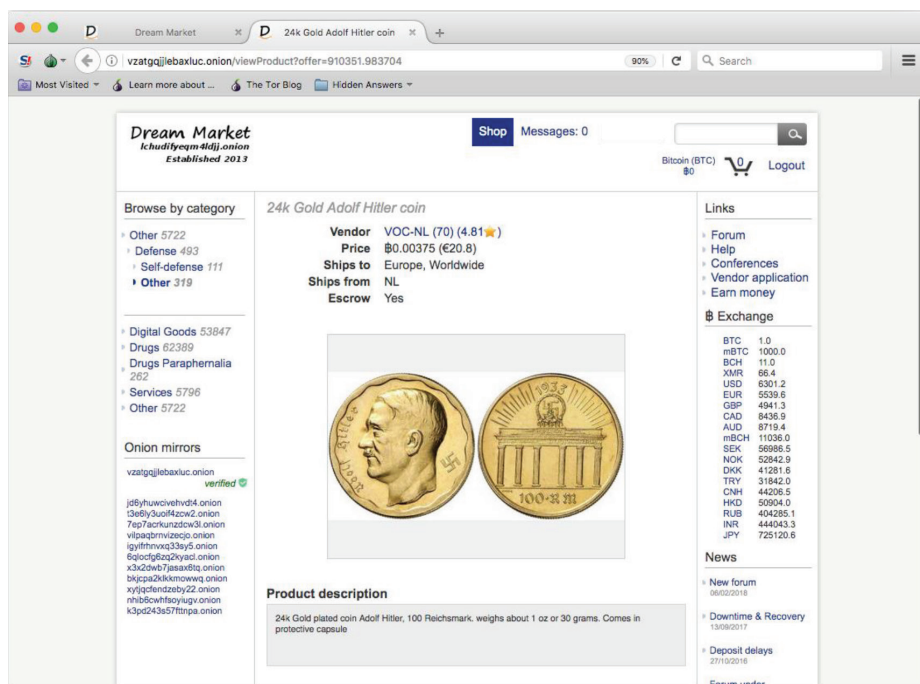 Dream Market
24k Gold Adolf Hitler coin
vzatgqjjlebaxluc.onion/viewProduct?offer=910351.983704
90%
Search
Most Visited
Learn more about ...
The Tor Blog
Hidden Answers
Dream Market
lchudifyeqm4ldjj.onion
Established 2013
Shop
Messages: 0
Bitcoin (BTC)
฿0
0
Logout
Browse by category
Other 5722
Defense 493
Self-defense 111
Other 319
Digital Goods 53847
Drugs 62389
Drugs Paraphernalia
262
Services 5796
Other 5722
Onion mirrors
vzatgqjjlebaxluc.onion
verified
jd6yhuwcivehvdt4.onion
t3e6ly3uoif4zcw2.onion
7ep7acrkunzdcw3l.onion
vilpaqbrnvizecjo.onion
igyifrhnvxq33sy5.onion
6qlocfg6zq2kyacl.onion
x3x2dwb7jasax6tq.onion
bkjcpa2klkkmowwq.onion
xytjqcfendzeby22.onion
nhib6cwhfsoyiugv.onion
k3pd243s57fttnpa.onion
24k Gold Adolf Hitler coin
Vendor VOC-NL (70) (4.81⭐)
Price ฿0.00375 (€20.8)
Ships to Europe, Worldwide
Ships from NL
Escrow Yes
Adolf Hitler
1933
100-RM
Product description
24k Gold plated coin Adolf Hitler, 100 Reichsmark. weighs about 1 oz or 30 grams. Comes in
protective capsule
Links
Forum
Help
Conferences
Vendor application
Earn money
฿ Exchange
BTC 1.0
mBTC 1000.0
BCH 11.0
XMR 66.4
USD 6301.2
EUR 5539.6
GBP 4941.3
CAD 8436.9
AUD 8719.4
mBCH 11036.0
SEK 56986.5
NOK 52842.9
DKK 41281.6
TRY 31842.0
CNH 44206.5
HKD 50904.0
RUB 404285.1
INR 444043.3
JPY 725120.6
News
New forum
06/02/2018
Downtime & Recovery
13/09/2017
Deposit delays
27/10/2016